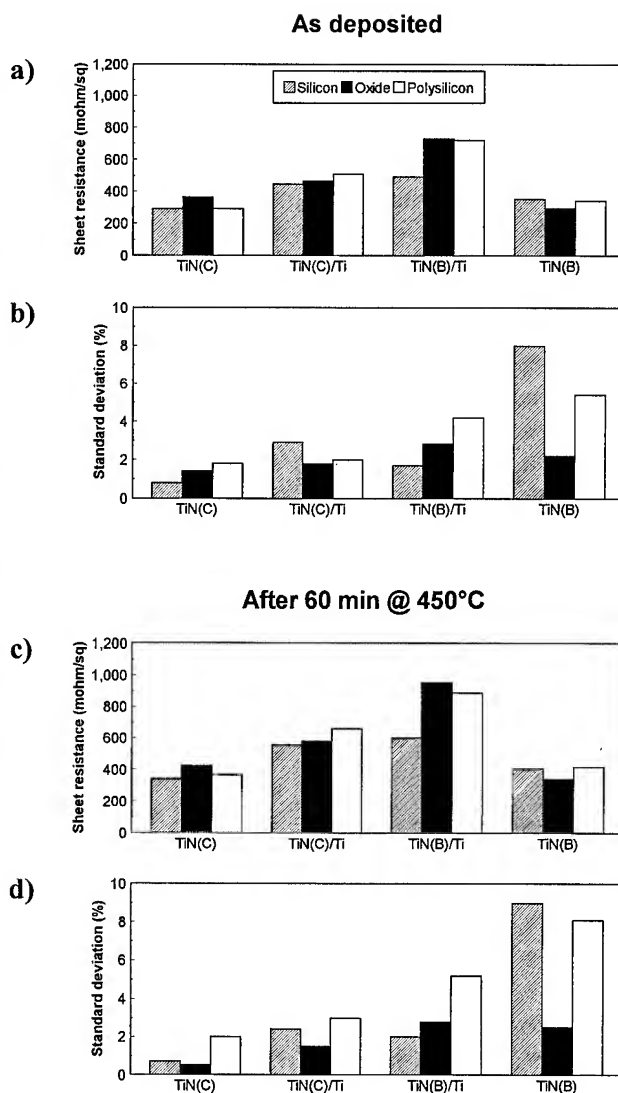 As deposited
a)
Sheet resistance (mohm/sq)
1,200
1,000
800
600
400
200
0
Silicon Oxide Polysilicon
TiN(C) TiN(C)/Ti TiN(B)/Ti TiN(B)
b)
Standard deviation (%)
10
8
6
4
2
0
TiN(C) TiN(C)/Ti TiN(B)/Ti TiN(B)
After 60 min @ 450°C
c)
Sheet resistance (mohm/sq)
1,200
1,000
800
600
400
200
0
TiN(C) TiN(C)/Ti TiN(B)/Ti TiN(B)
d)
Standard deviation (%)
10
8
6
4
2
0
TiN(C) TiN(C)/Ti TiN(B)/Ti TiN(B)